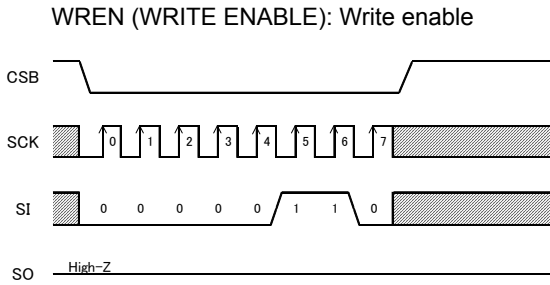 WREN (WRITE ENABLE): Write enable
CSB
SCK 0 1 2 3 4 5 6 7
SI 0 0 0 0 0 1 1 0
SO High-Z